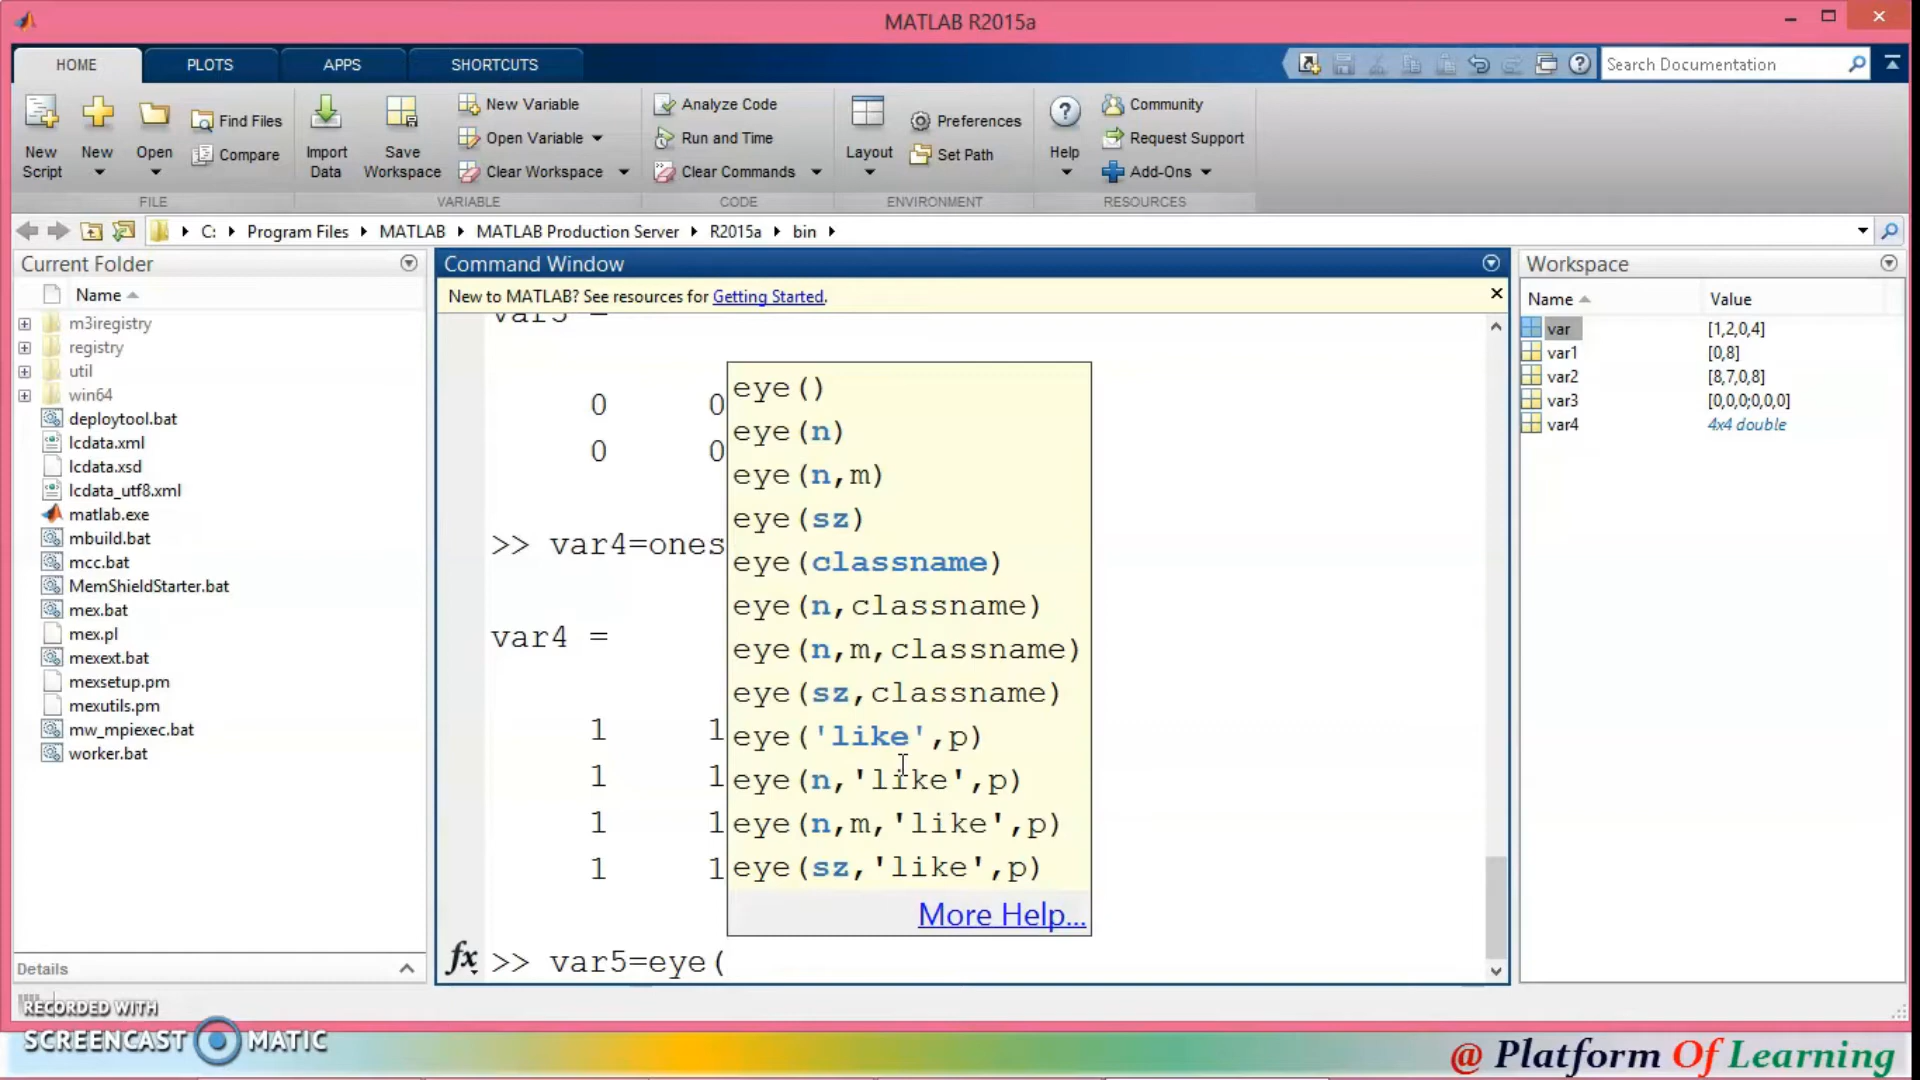 MATLAB R2015a
HOME PLOTS APPS SHORTCUTS
Search Documentation
New Script
New
Open
Find Files
Compare
FILE
Import Data
Save Workspace
New Variable
Open Variable
Clear Workspace
VARIABLE
Analyze Code
Run and Time
Clear Commands
CODE
Layout
Preferences
Set Path
ENVIRONMENT
Help
Community
Request Support
Add-Ons
RESOURCES
C: Program Files MATLAB MATLAB Production Server R2015a bin
Current Folder
Name
m3iregistry
registry
util
win64
deploytool.bat
lcdata.xml
lcdata.xsd
lcdata_utf8.xml
matlab.exe
mbuild.bat
mcc.bat
MemShieldStarter.bat
mex.bat
mex.pl
mexext.bat
mexsetup.pm
mexutils.pm
mw_mpiexec.bat
worker.bat
Details
Command Window
New to MATLAB? See resources for Getting Started.
0 0
0 0
>> var4=ones
var4 =
1 1
1 1
1 1
1 1
fx >> var5=eye(
eye()
eye(n)
eye(n,m)
eye(sz)
eye(classname)
eye(n,classname)
eye(n,m,classname)
eye(sz,classname)
eye('like',p)
eye(n,'like',p)
eye(n,m,'like',p)
eye(sz,'like',p)
More Help...
Workspace
Name Value
var [1,2,0,4]
var1 [0,8]
var2 [8,7,0,8]
var3 [0,0,0;0,0,0]
var4 4x4 double
RECORDED WITH
SCREENCAST MATIC
@ Platform Of Learning